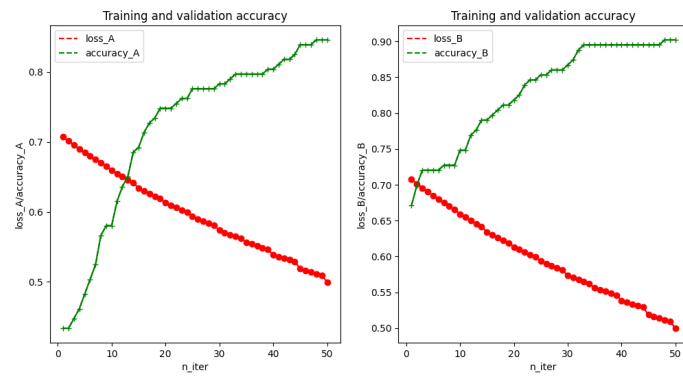 Training and validation accuracy
loss_A
accuracy_A
0.8
0.7
0.6
0.5
loss_A/accuracy_A
0
10
20
30
40
50
n_iter
Training and validation accuracy
loss_B
accuracy_B
0.90
0.85
0.80
0.75
0.70
0.65
0.60
0.55
0.50
loss_B/accuracy_B
0
10
20
30
40
50
n_iter